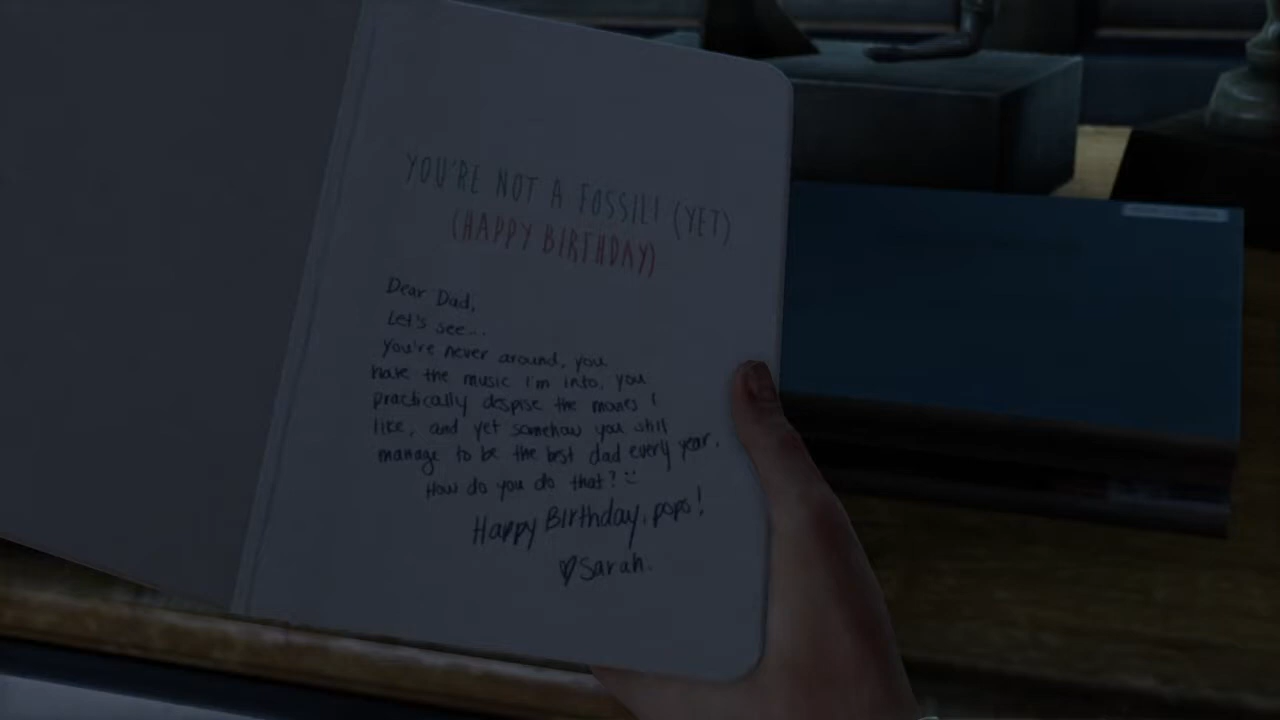 YOU'RE NOT A FOSSIL! (YET)
(HAPPY BIRTHDAY)
Dear Dad,
Let's see...
You're never around, you
hate the music I'm into, you
practically despise the movies I
like, and yet somehow you still
manage to be the best dad every year.
How do you do that? :)
Happy Birthday, pops!
♡ Sarah.